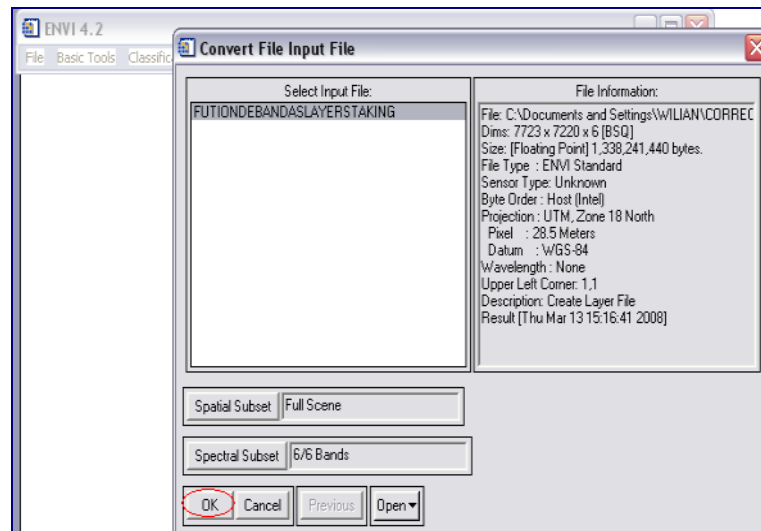 ENVI 4.2
File Basic Tools Classific
Convert File Input File
Select Input File:
FUTIONDEBANDASLAYERSTAKING
File Information:
File: C:\Documents and Settings\WILIAN\CORREC
Dims: 7723 x 7220 x 6 [BSQ]
Size: [Floating Point] 1,338,241,440 bytes.
File Type : ENVI Standard
Sensor Type: Unknown
Byte Order : Host (Intel)
Projection : UTM, Zone 18 North
Pixel : 28.5 Meters
Datum : WGS-84
Wavelength : None
Upper Left Corner: 1,1
Description: Create Layer File
Result [Thu Mar 13 15:16:41 2008]
Spatial Subset Full Scene
Spectral Subset 6/6 Bands
OK Cancel Previous Open